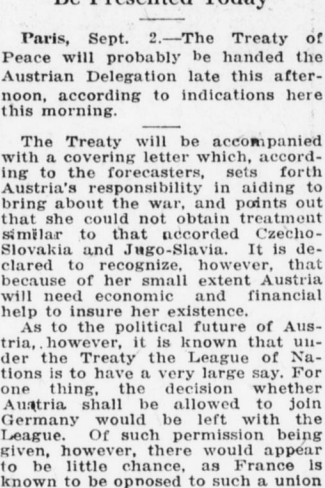 Be Presented Today
Paris, Sept. 2.—The Treaty of
Peace will probably be handed the
Austrian Delegation late this after-
noon, according to indications here
this morning.
The Treaty will be accompanied
with a covering letter which, accord-
ing to the forecasters, sets forth
Austria's responsibility in aiding to
bring about the war, and points out
that she could not obtain treatment
similar to that accorded Czecho-
Slovakia and Jugo-Slavia. It is de-
clared to recognize, however, that
because of her small extent Austria
will need economic and financial
help to insure her existence.
As to the political future of Aus-
tria, however, it is known that un-
der the Treaty the League of Na-
tions is to have a very large say. For
one thing, the decision whether
Austria shall be allowed to join
Germany would be left with the
League. Of such permission being
given, however, there would appear
to be little chance, as France is
known to be opposed to such a union